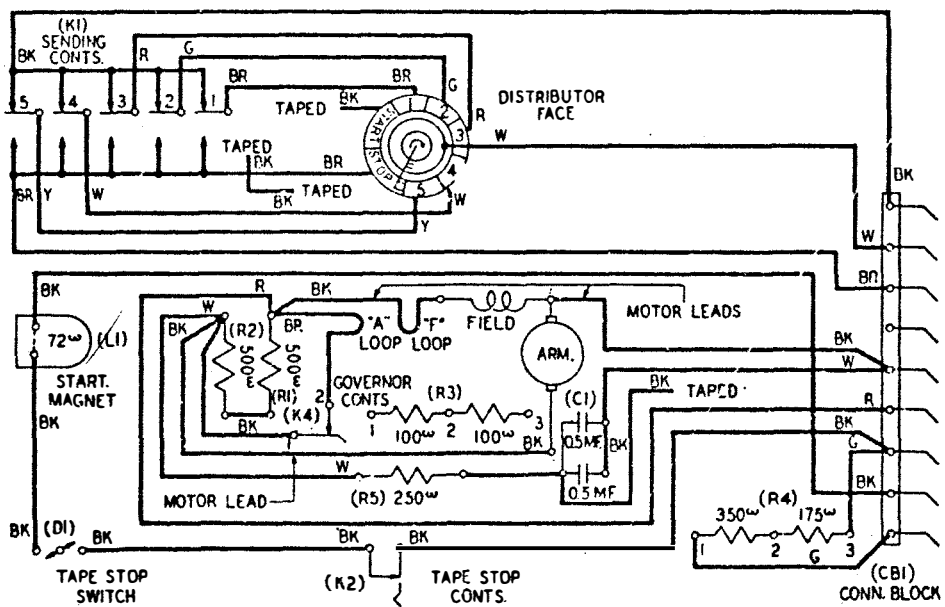 (K1)
SENDING
CONTS.
BK
R
G
BR
BR
TAPED
BK
G
R
DISTRIBUTOR
FACE
5
4
3
2
1
START
1
2
3
4
5
STOP
W
TAPED
BK
BR
TAPED
BK
BR
Y
W
W
Y
BK
W
BR
BK
R
BK
W
BK
BR
"A"
LOOP
"F"
LOOP
FIELD
MOTOR LEADS
72ω
(L1)
(R2)
500ω
500ω
(R1)
ARM.
START.
MAGNET
BK
GOVERNOR
CONTS
2
(K4)
1
BK
(R3)
1
100ω
2
100ω
3
(C1)
0.5MF.
0.5MF
BK
BK
BK
TAPED
BK
W
R
BK
G
BK
MOTOR LEAD
W
(R5) 250ω
(R4)
350ω
175ω
1
2
G
3
BK
(D1)
BK
BK
BK
(K2)
TAPE STOP
SWITCH
TAPE STOP
CONTS.
(CB1)
CONN. BLOCK